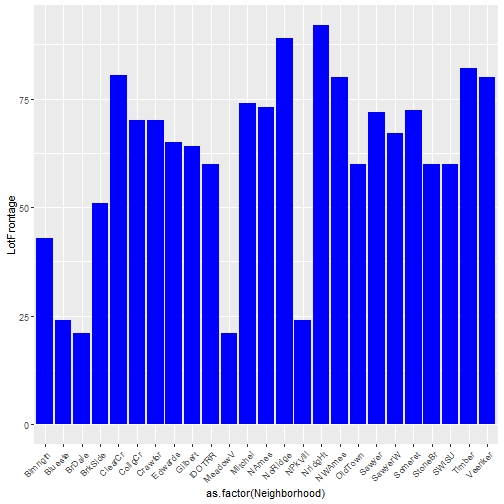 LotFrontage
75
50
25
0
Blmngtn
Blueste
BrDale
BrkSide
ClearCr
CollgCr
Crawfor
Edwards
Gilbert
IDOTRR
MeadowV
Mitchel
NAmes
NoRidge
NPkVill
NridgHt
NWAmes
OldTown
Sawyer
SawyerW
Somerst
StoneBr
SWISU
Timber
Veenker
as.factor(Neighborhood)